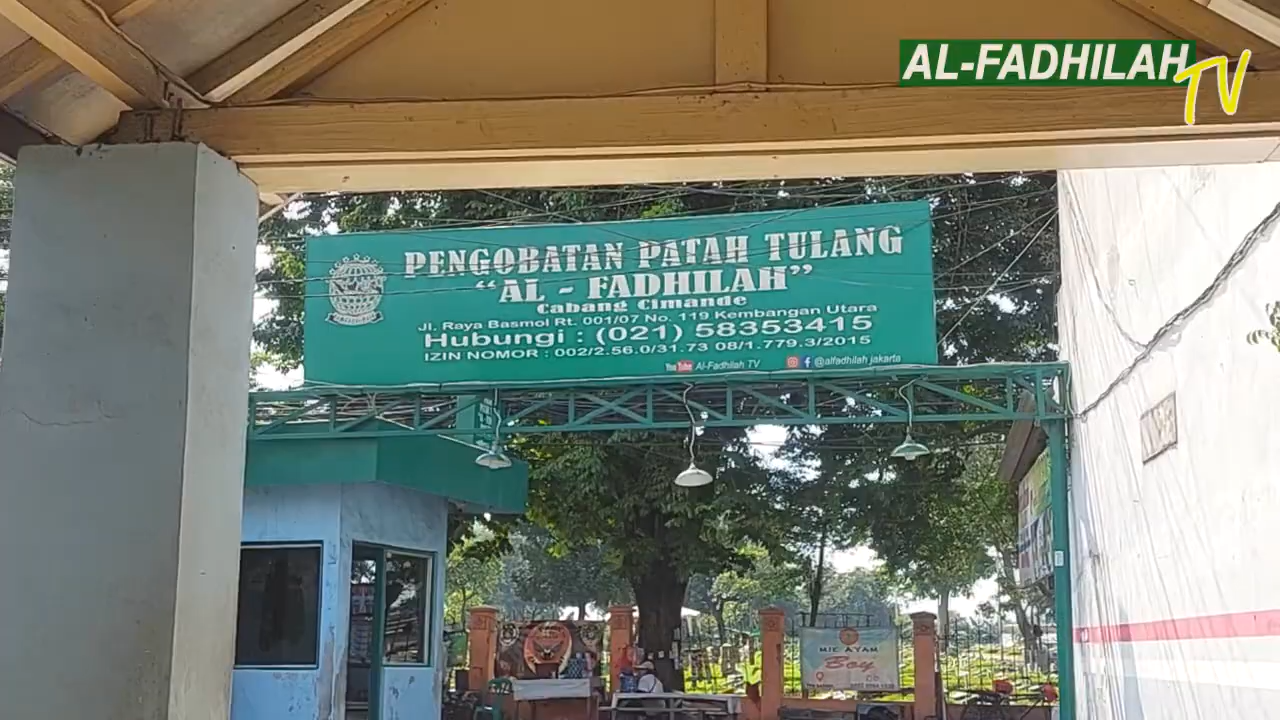 AL-FADHILAH TV
PENGOBATAN PATAH TULANG
“AL - FADHILAH”
Cabang Cimande
Jl. Raya Basmol Rt. 001/07 No. 119 Kembangan Utara
Hubungi : (021) 58353415
IZIN NOMOR : 002/2.56.0/31.73 08/1.779.3/2015
YouTube Al-Fadhilah TV @alfadhilah jakarta
MIE AYAM
Boy